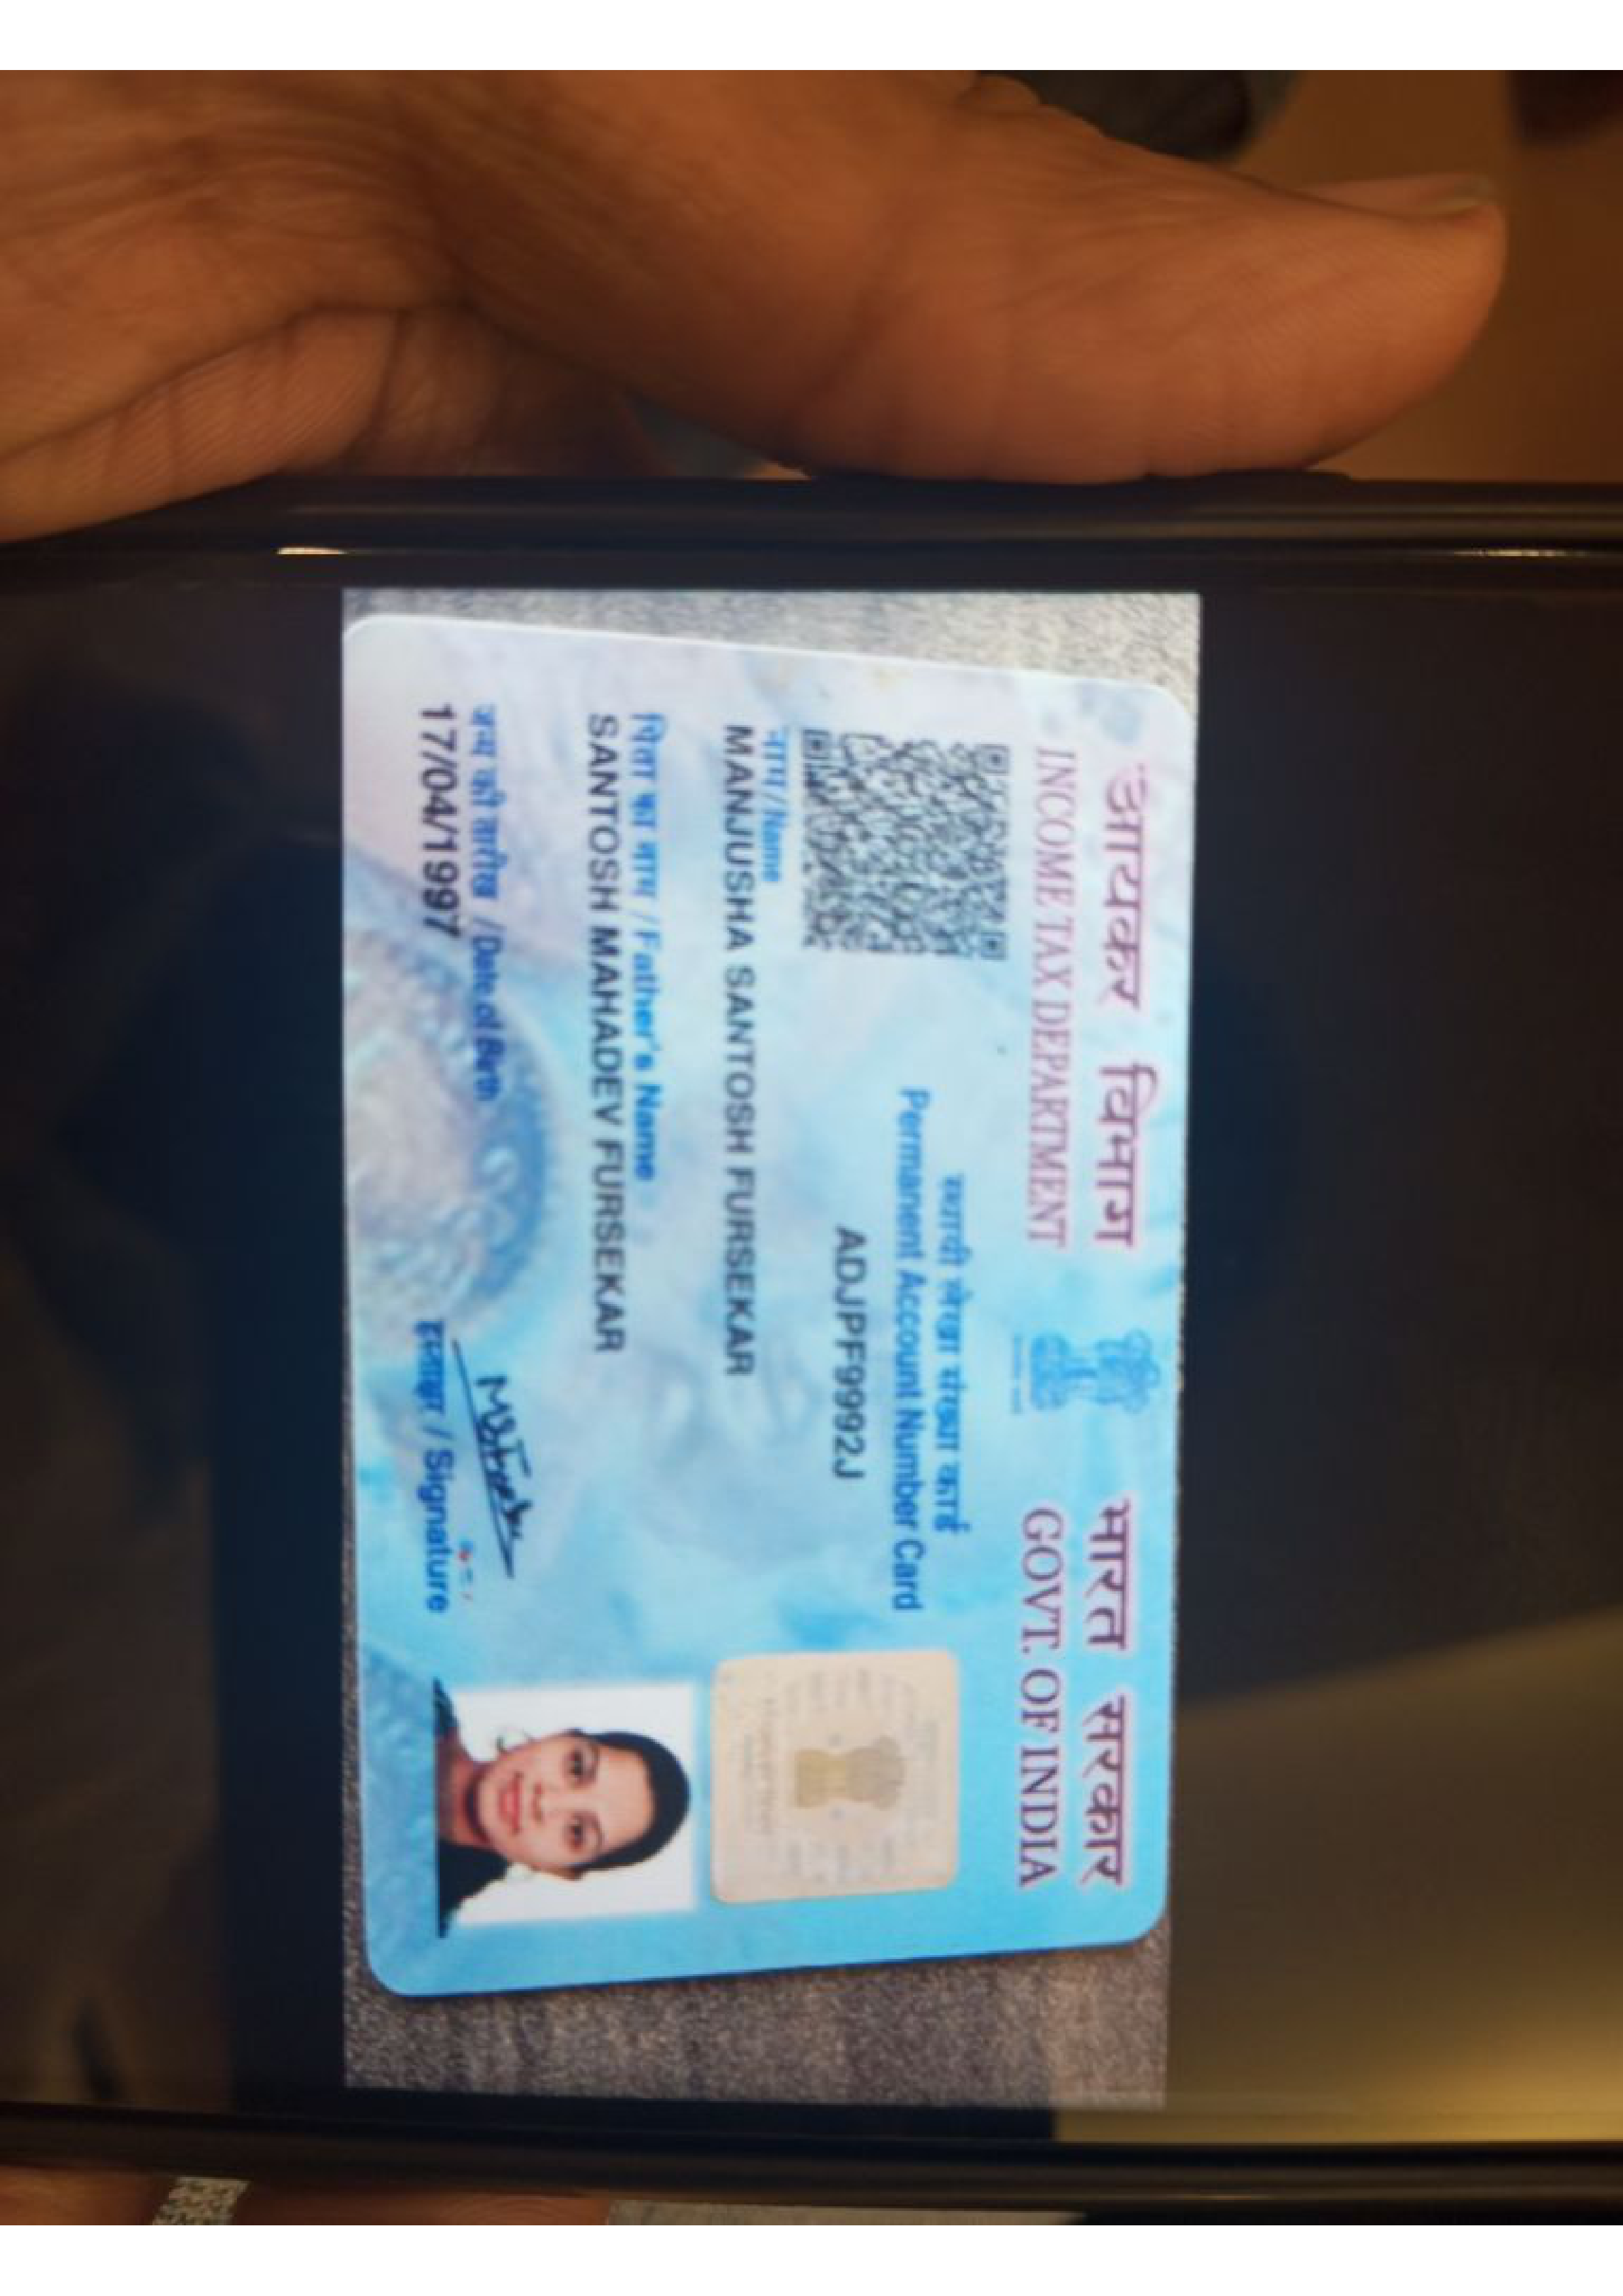 आयकर विभाग
INCOME TAX DEPARTMENT
भारत सरकार
GOVT. OF INDIA
स्थायी लेखा संख्या कार्ड
Permanent Account Number Card
ADJPF9992J
नाम/Name
MANJUSHA SANTOSH FURSEKAR
पिता का नाम/Father's Name
SANTOSH MAHADEV FURSEKAR
जन्म की तारीख /Date of Birth
17/04/1997
हस्ताक्षर / Signature